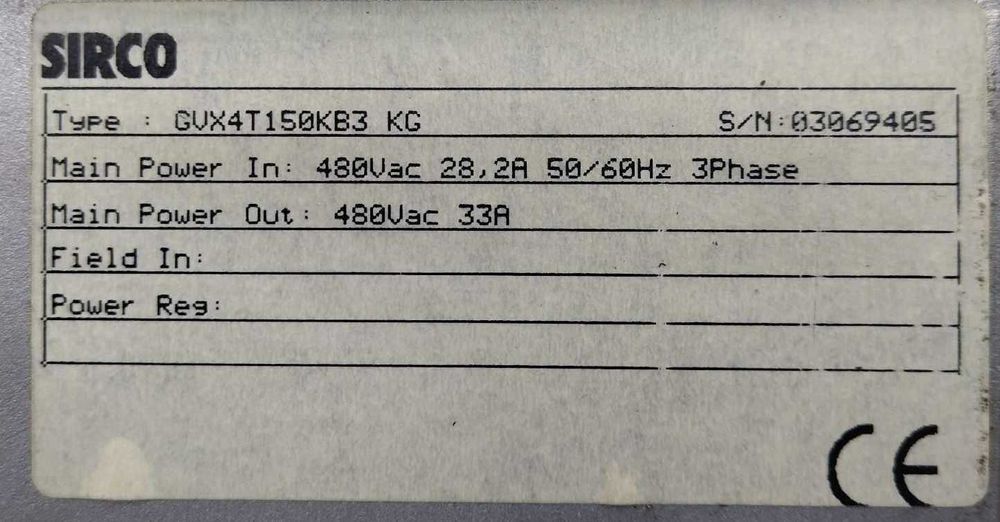 SIRCO
Type : GVX4T150KB3 KG S/N:03069405
Main Power In: 480Vac 28,2A 50/60Hz 3Phase
Main Power Out: 480Vac 33A
Field In:
Power Reg:
CE